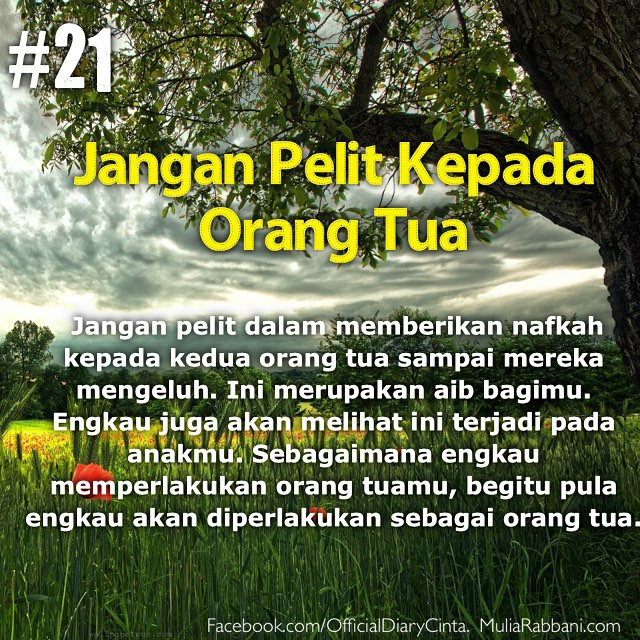 #21
Jangan Pelit Kepada
Orang Tua
Jangan pelit dalam memberikan nafkah
kepada kedua orang tua sampai mereka
mengeluh. Ini merupakan aib bagimu.
Engkau juga akan melihat ini terjadi pada
anakmu. Sebagaimana engkau
memperlakukan orang tuamu, begitu pula
engkau akan diperlakukan sebagai orang tua.
Facebook.com/OfficialDiaryCinta. MuliaRabbani.com